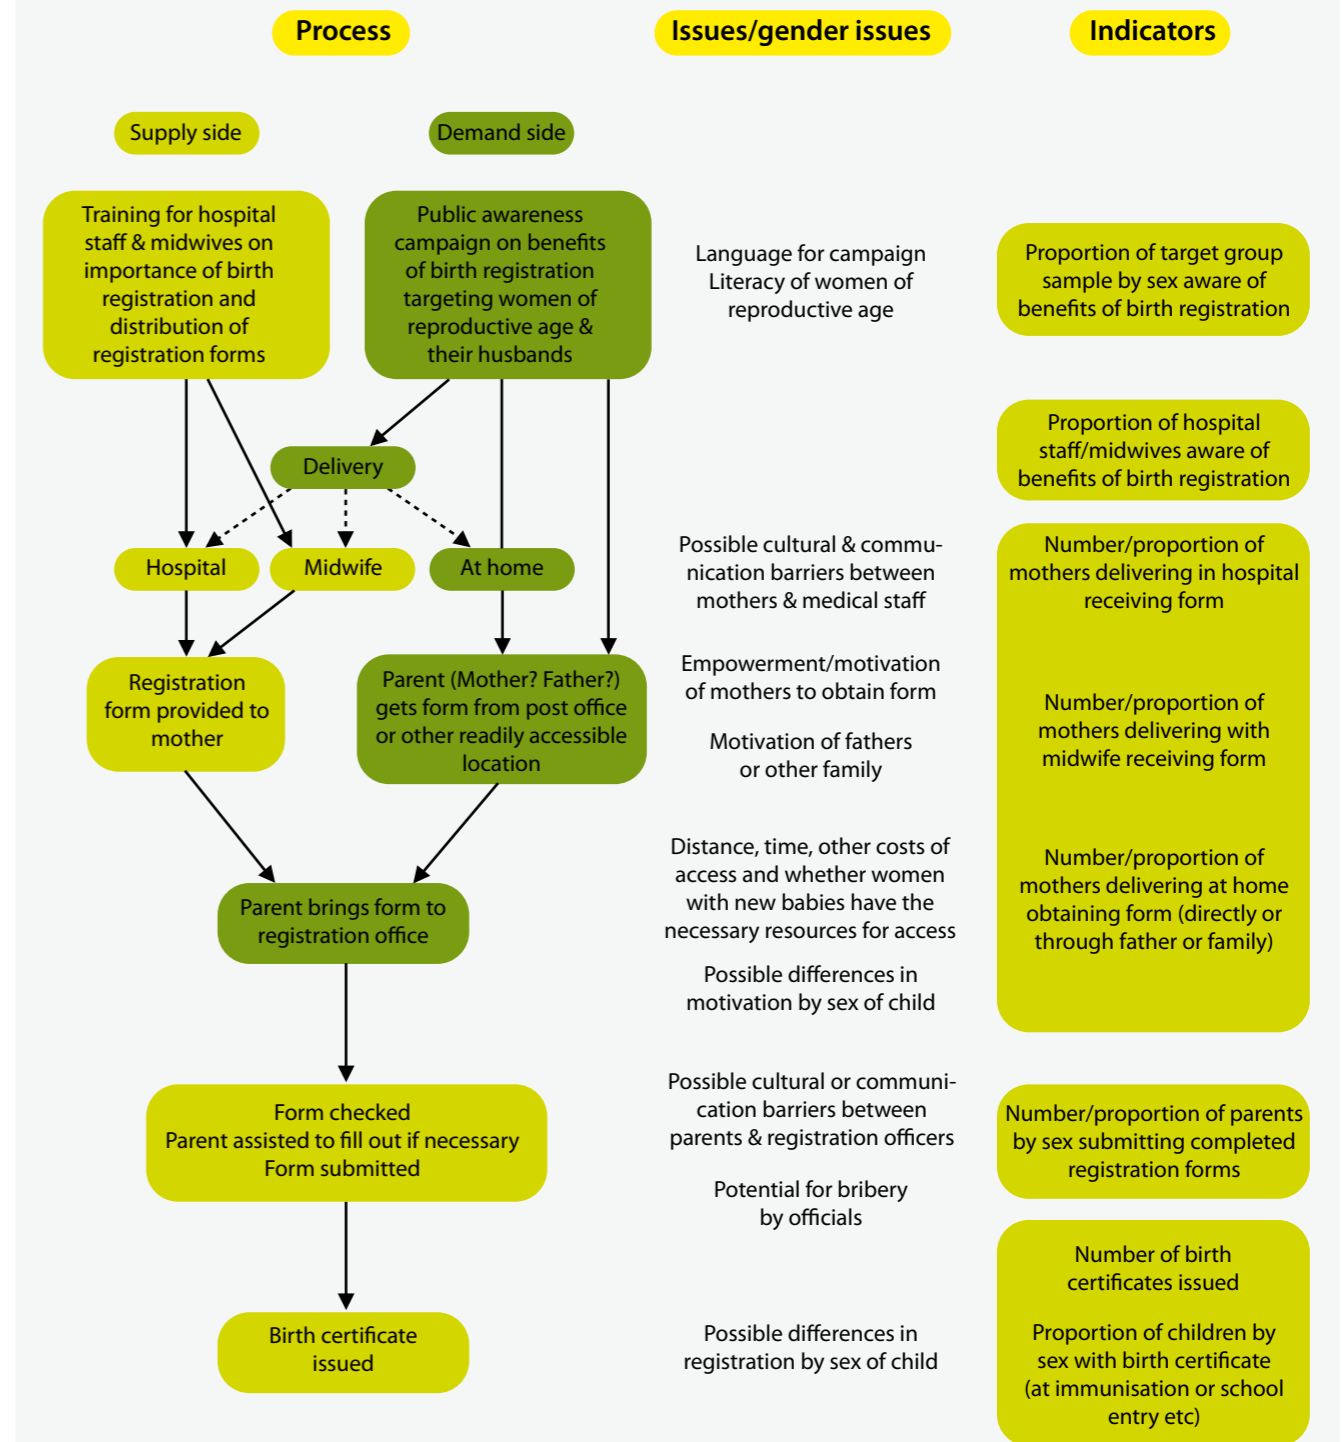 Process
Issues/gender issues
Indicators
Supply side
Demand side
Training for hospital
staff & midwives on
importance of birth
registration and
distribution of
registration forms
Public awareness
campaign on benefits
of birth registration
targeting women of
reproductive age &
their husbands
Language for campaign
Literacy of women of
reproductive age
Proportion of target group
sample by sex aware of
benefits of birth registration
Proportion of hospital
staff/midwives aware of
benefits of birth registration
Delivery
Hospital
Midwife
At home
Possible cultural & commu-
nication barriers between
mothers & medical staff
Number/proportion of
mothers delivering in hospital
receiving form
Registration
form provided to
mother
Parent (Mother? Father?)
gets form from post office
or other readily accessible
location
Empowerment/motivation
of mothers to obtain form
Motivation of fathers
or other family
Number/proportion of
mothers delivering with
midwife receiving form
Parent brings form to
registration office
Distance, time, other costs of
access and whether women
with new babies have the
necessary resources for access
Possible differences in
motivation by sex of child
Number/proportion of
mothers delivering at home
obtaining form (directly or
through father or family)
Form checked
Parent assisted to fill out if necessary
Form submitted
Possible cultural or communi-
cation barriers between
parents & registration officers
Potential for bribery
by officials
Number/proportion of parents
by sex submitting completed
registration forms
Birth certificate
issued
Possible differences in
registration by sex of child
Number of birth
certificates issued
Proportion of children by
sex with birth certificate
(at immunisation or school
entry etc)